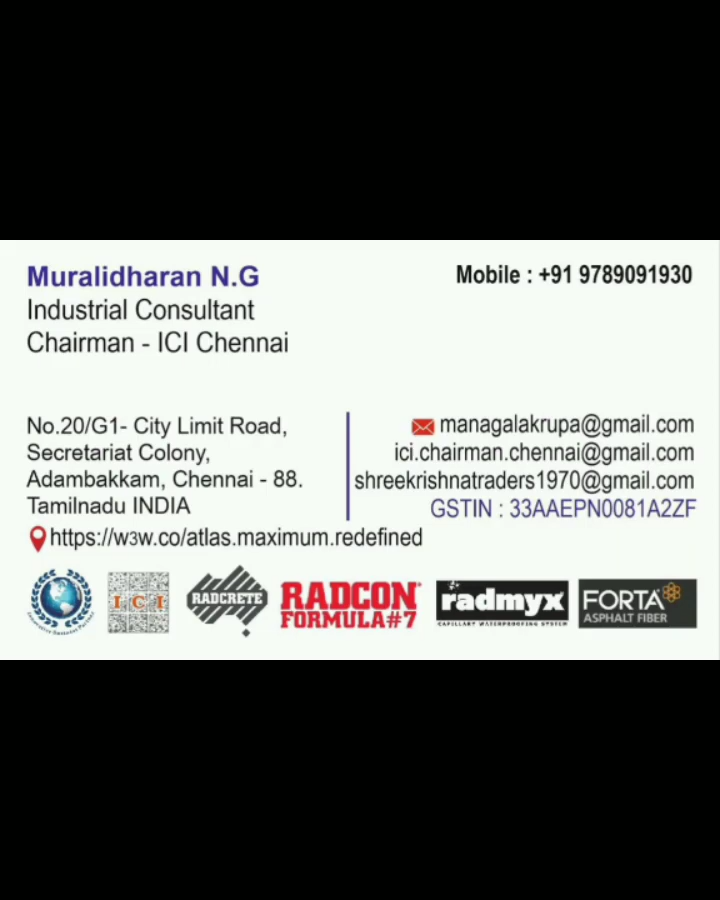 Muralidharan N.G
Industrial Consultant
Chairman - ICI Chennai
Mobile : +91 9789091930
No.20/G1- City Limit Road,
Secretariat Colony,
Adambakkam, Chennai - 88.
Tamilnadu INDIA
https://w3w.co/atlas.maximum.redefined
managalakrupa@gmail.com
ici.chairman.chennai@gmail.com
shreekrishnatraders1970@gmail.com
GSTIN : 33AAEPN0081A2ZF
ICI
RADCRETE
RADCON
FORMULA#7
radmyx
CAPILLARY WATERPROOFING SYSTEM
FORTA
ASPHALT FIBER